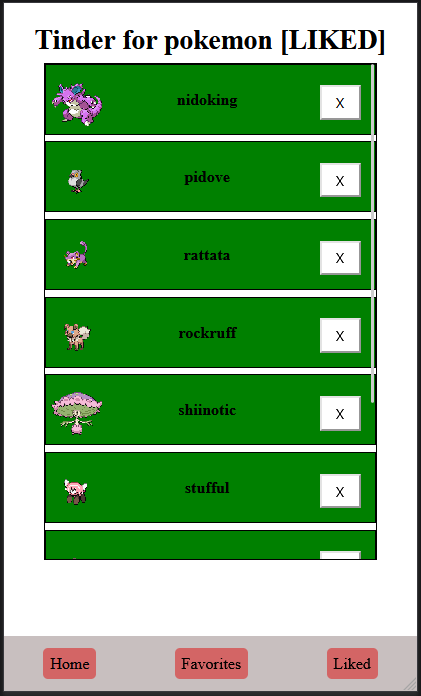 Tinder for pokemon [LIKED]
nidoking X
pidove X
rattata X
rockruff X
shiinotic X
stufful X
Home Favorites Liked